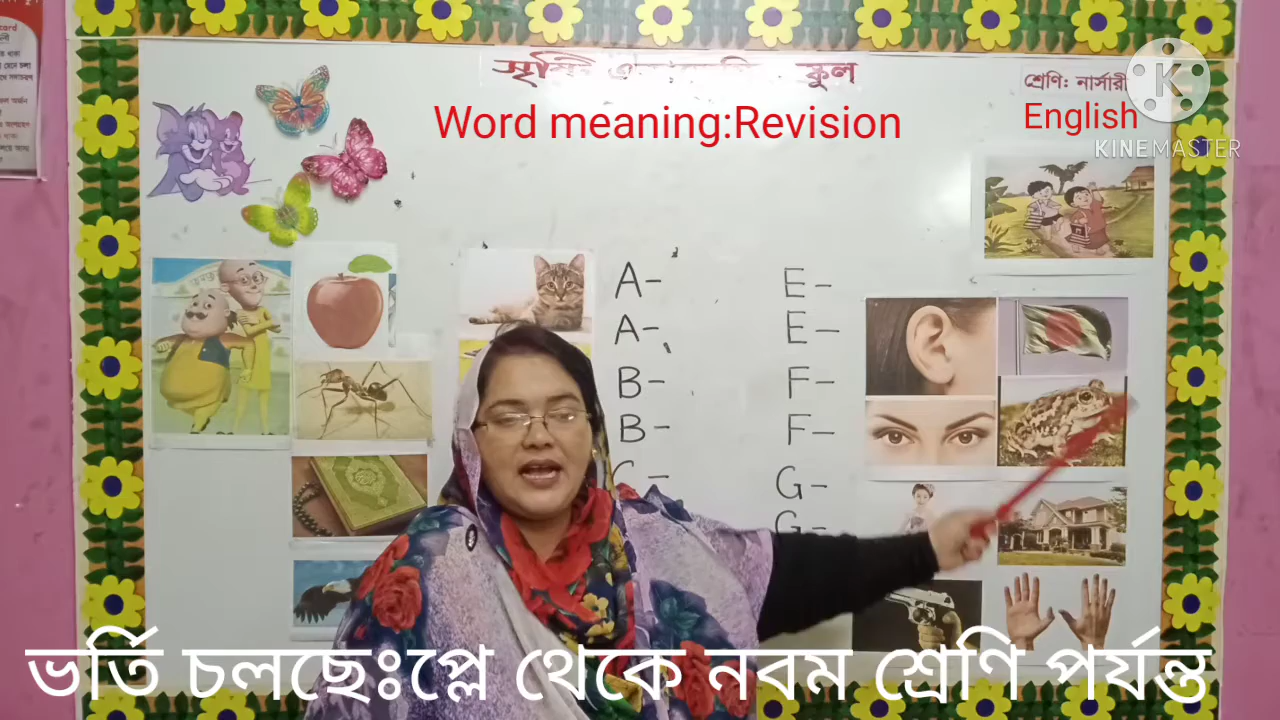 সৃষ্টি স্কুল
শ্রেণি: নার্সারী
Word meaning:Revision
English
KINEMASTER
A- E-
A- E-
B- F-
B- F-
C- G-
G-
ভর্তি চলছেঃপ্লে থেকে নবম শ্রেণি পর্যন্ত